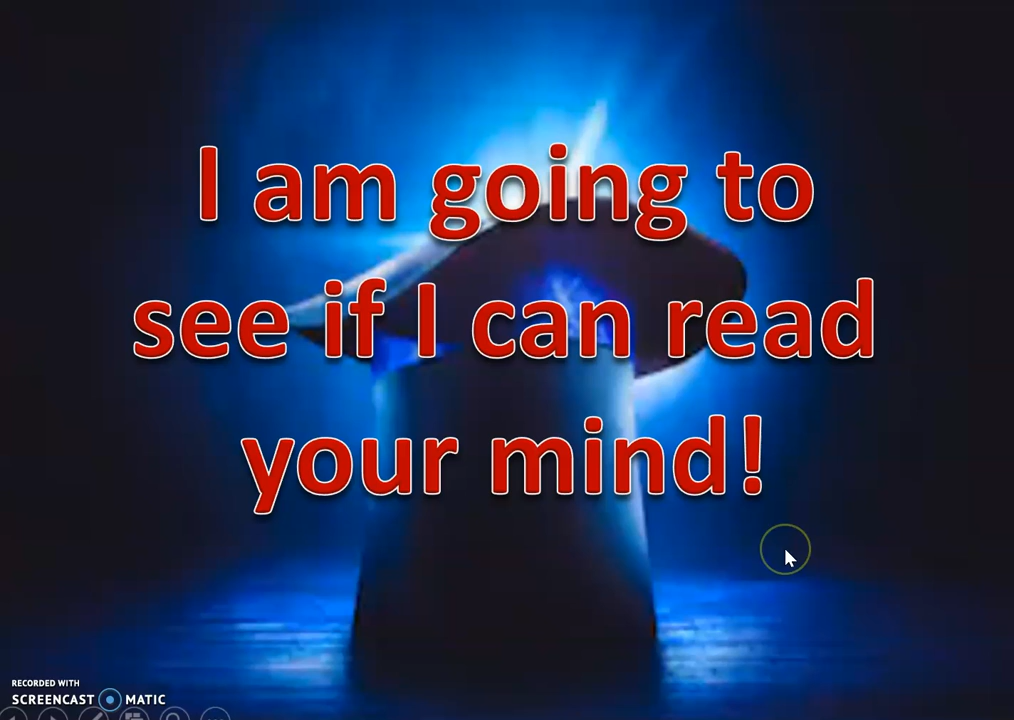 I am going to
see if I can read
your mind!
RECORDED WITH
SCREENCAST MATIC